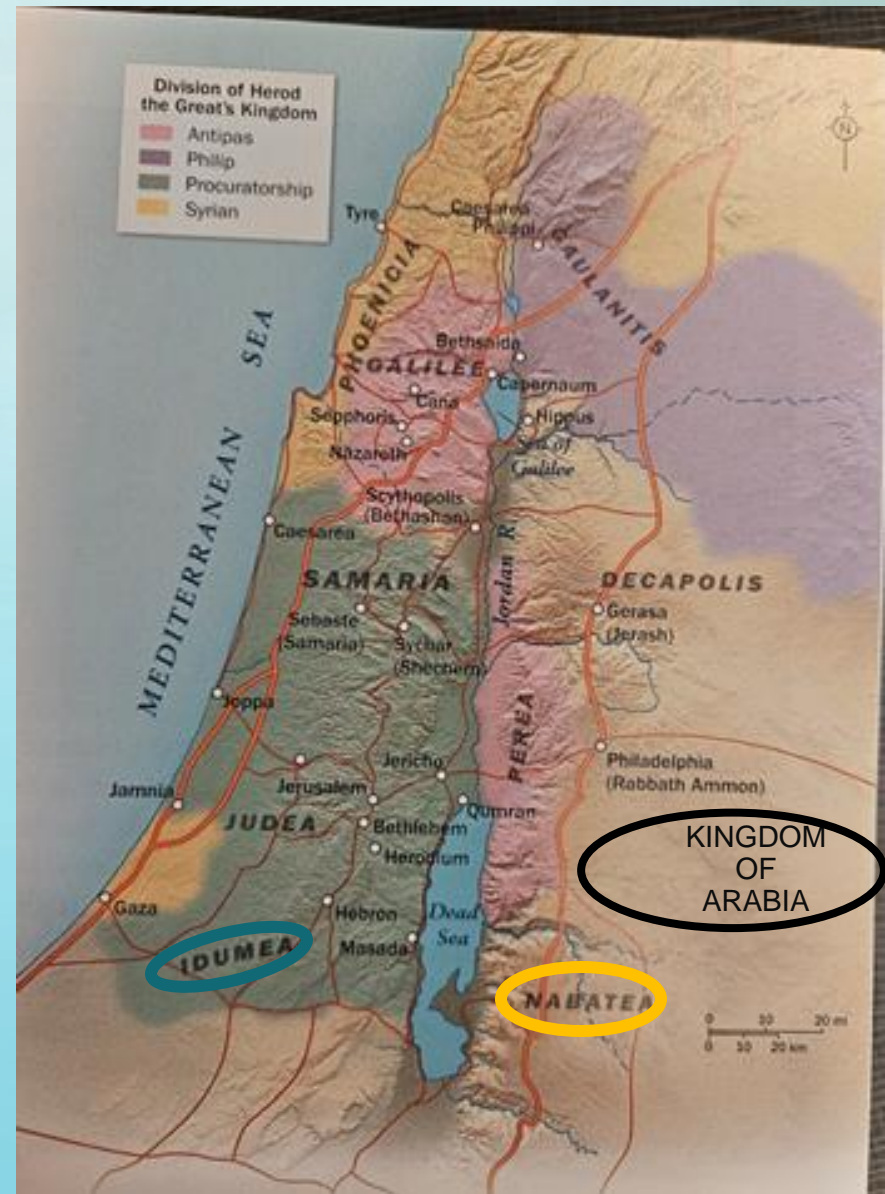 Division of Herod
the Great's Kingdom
Antipas
Philip
Procuratorship
Syrian
N
Tyre
Caesarea
Philippi
PHOENICIA
GAULANITIS
MEDITERRANEAN SEA
Bethsaida
GALILEE
Capernaum
Cana
Sepphoris
Hippus
Nazareth
Sea of
Galilee
Scythopolis
(Bethashan)
Caesarea
Jordan R.
SAMARIA
DECAPOLIS
Sebaste
(Samaria)
Sychar
(Shechem)
Gerasa
(Jerash)
Joppa
PEREA
Jericho
Philadelphia
(Rabbath Ammon)
Jamnia
Jerusalem
Qumran
JUDEA
Bethlehem
Herodium
KINGDOM
OF
ARABIA
Gaza
Hebron
Dead
Sea
Masada
IDUMEA
NABATEA
0 10 20 mi
0 10 20 km